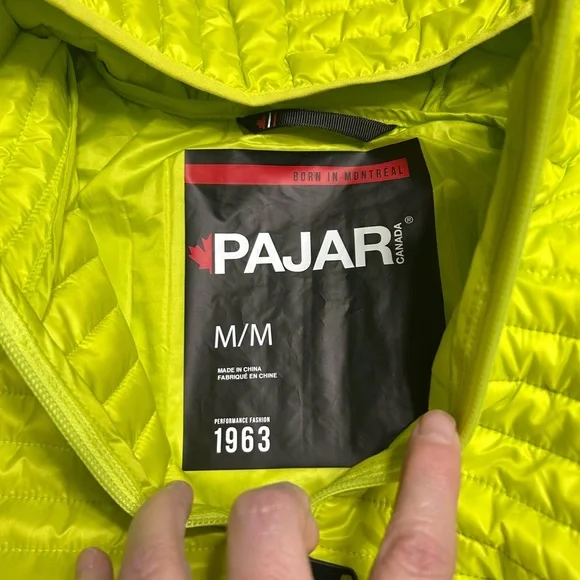 BORN IN MONTREAL
PAJAR®
CANADA
M/M
MADE IN CHINA
FABRIQUÉ EN CHINE
PERFORMANCE FASHION
1963